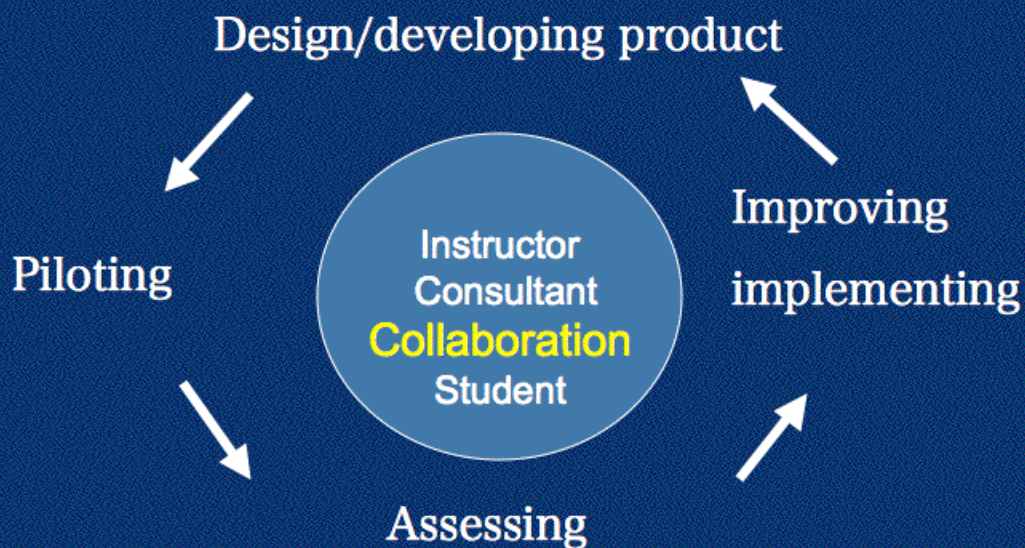 Design/developing product
Piloting
Instructor
Consultant
Collaboration
Student
Improving
implementing
Assessing